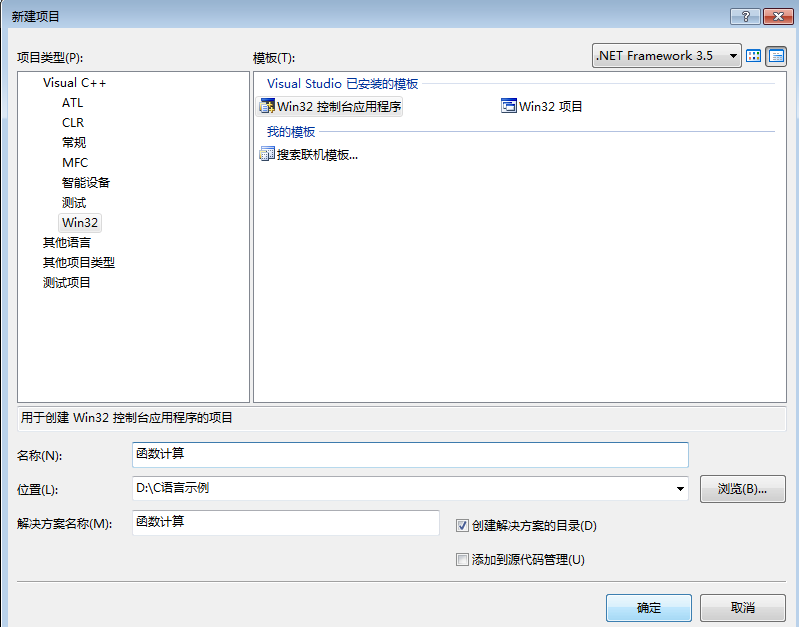 新建项目
项目类型(P):
模板(T):
.NET Framework 3.5
Visual C++
ATL
CLR
常规
MFC
智能设备
测试
Win32
其他语言
其他项目类型
测试项目
Visual Studio 已安装的模板
Win32 控制台应用程序
Win32 项目
我的模板
搜索联机模板...
用于创建 Win32 控制台应用程序的项目
名称(N):
函数计算
位置(L):
D:\C语言示例
浏览(B)...
解决方案名称(M):
函数计算
创建解决方案的目录(D)
添加到源代码管理(U)
确定
取消